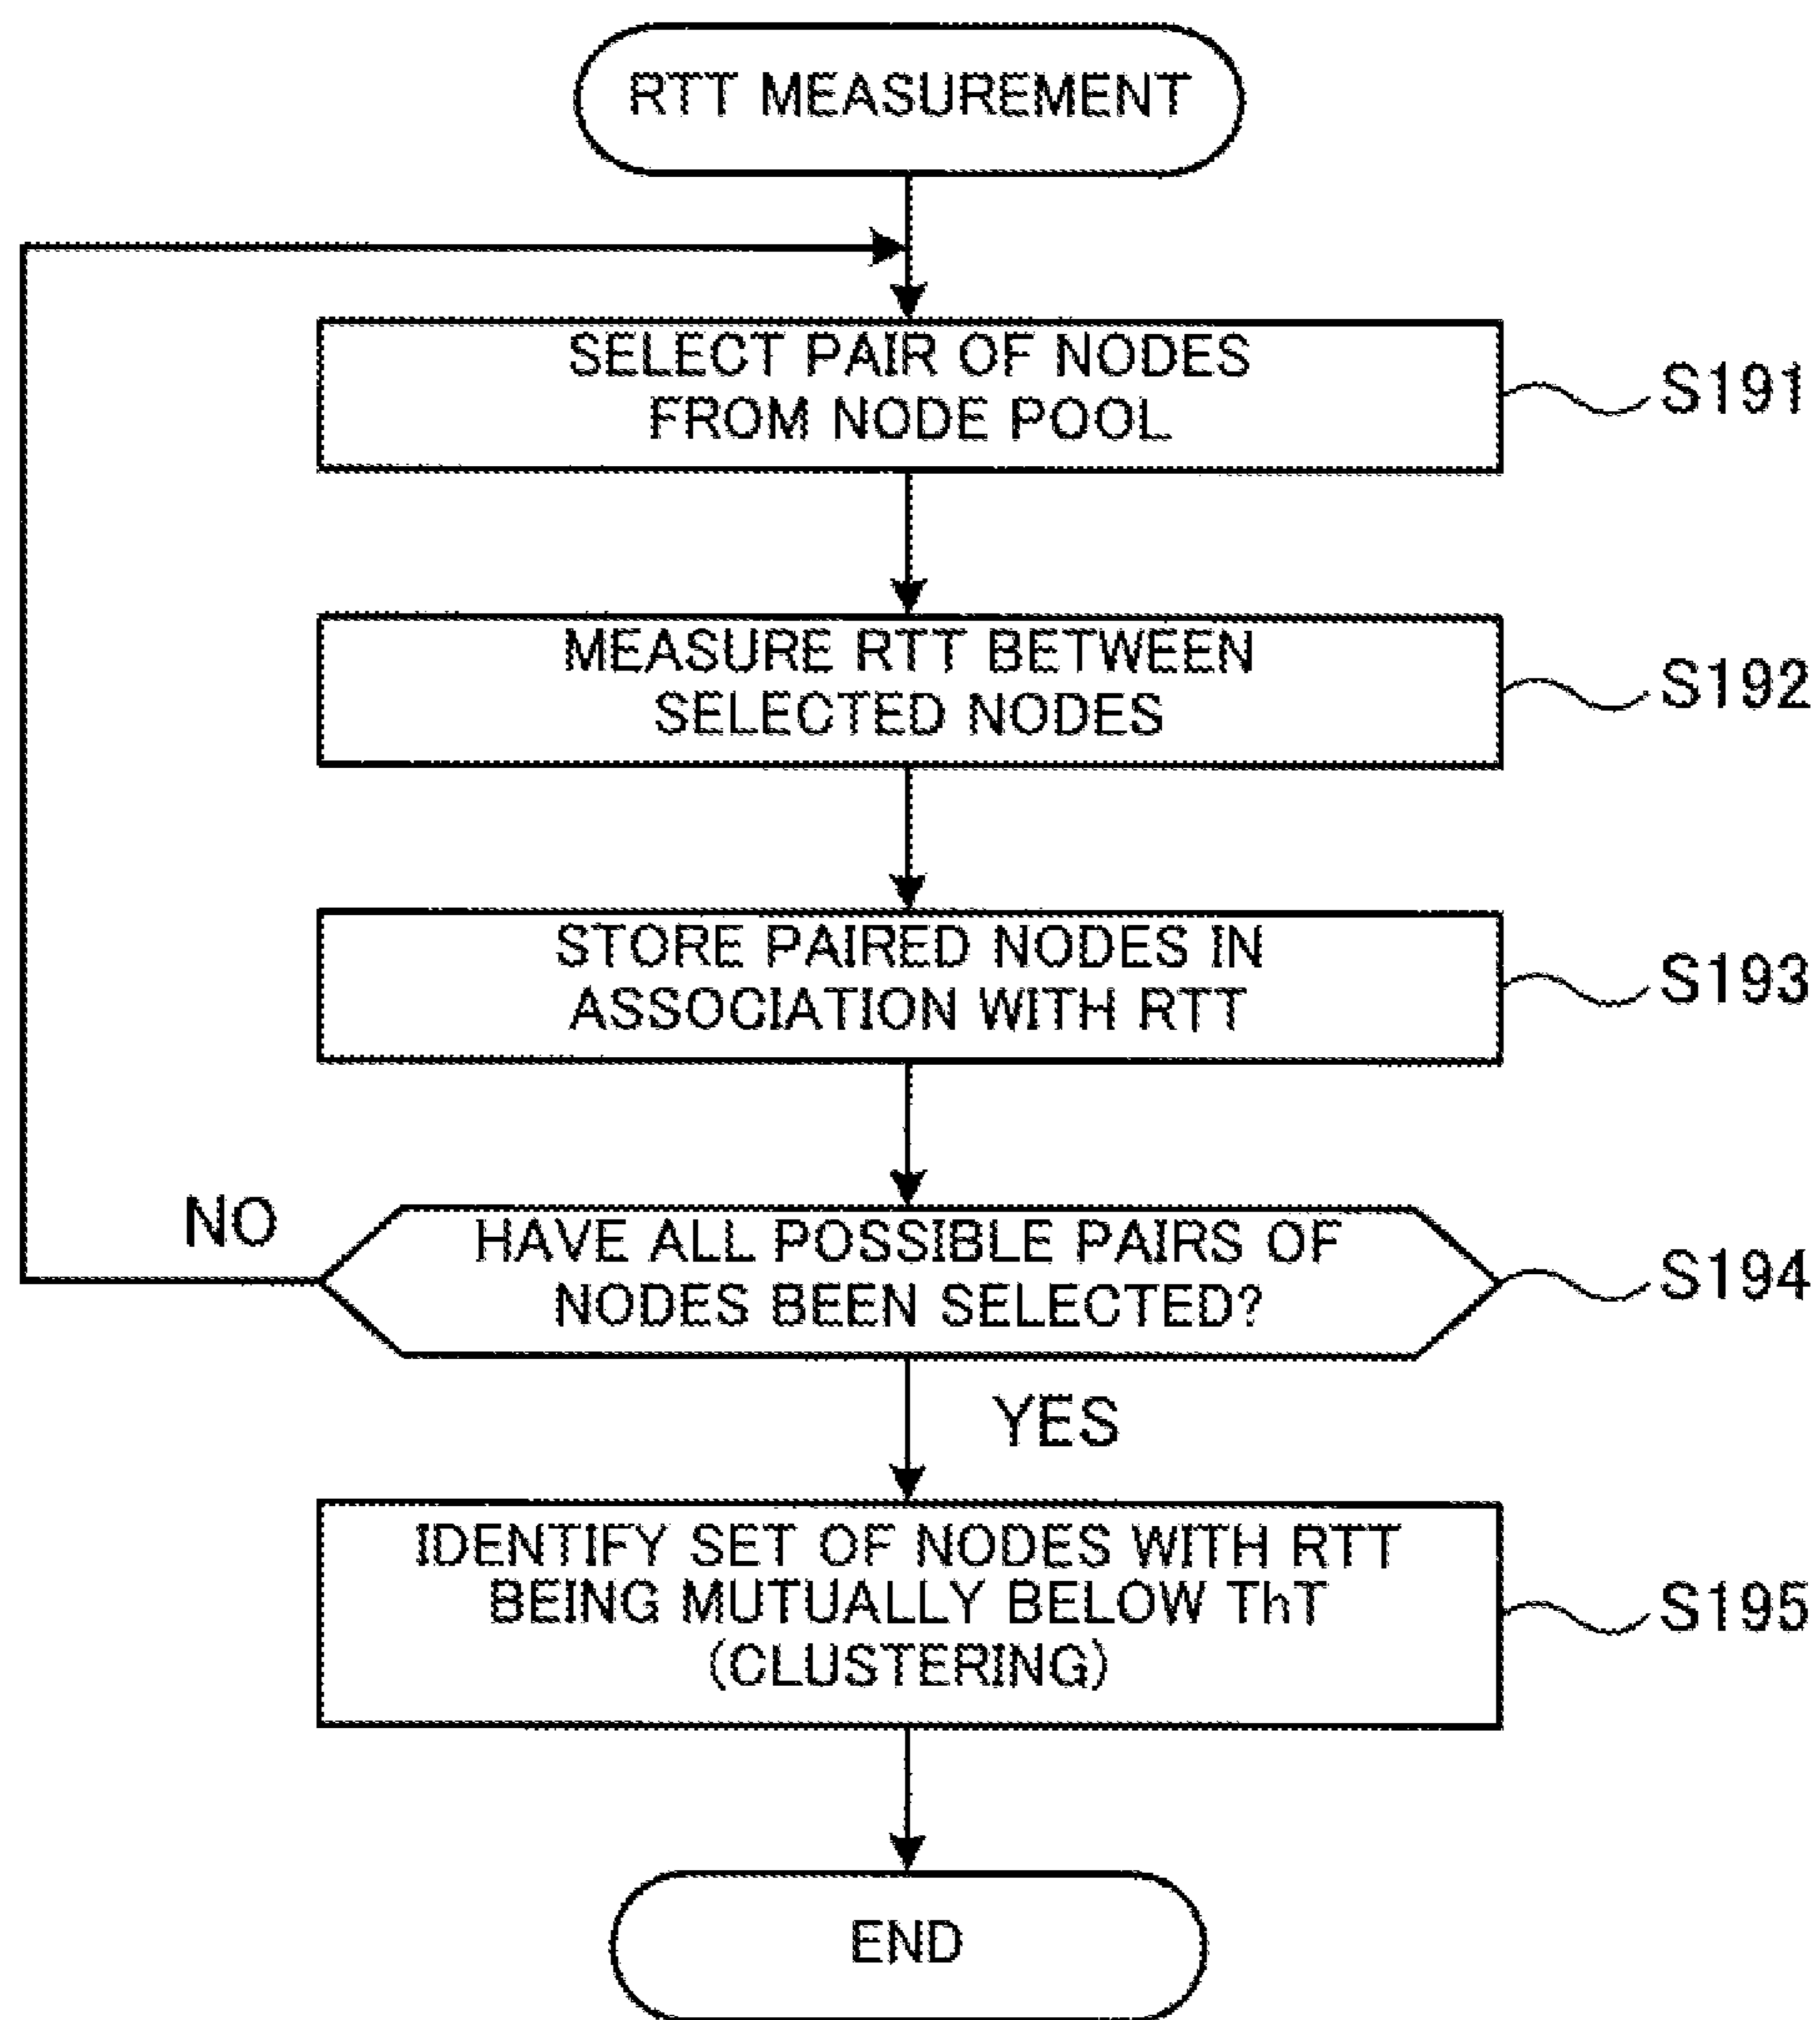 RTT MEASUREMENT
SELECT PAIR OF NODES
FROM NODE POOL
S191
MEASURE RTT BETWEEN
SELECTED NODES
S192
STORE PAIRED NODES IN
ASSOCIATION WITH RTT
S193
NO
HAVE ALL POSSIBLE PAIRS OF
NODES BEEN SELECTED?
S194
YES
IDENTIFY SET OF NODES WITH RTT
BEING MUTUALLY BELOW ThT
(CLUSTERING)
S195
END